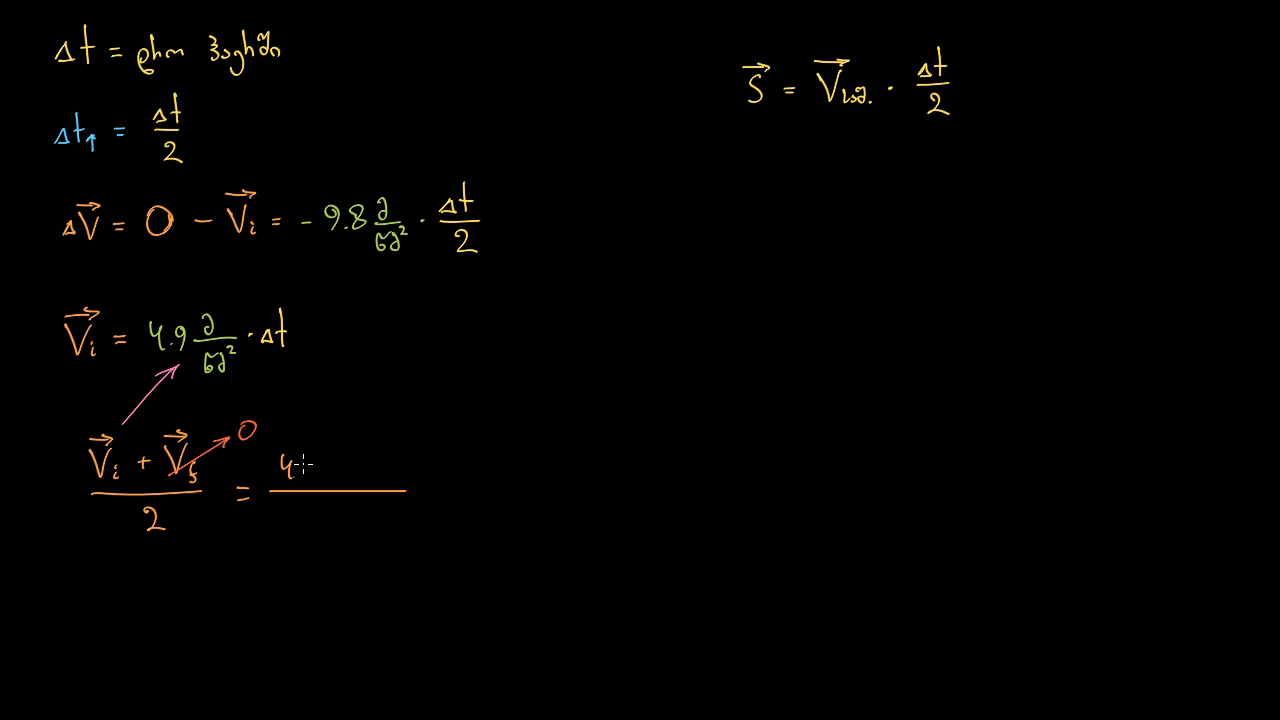 Δt = დრო ჰაერში
Δt↑ = Δt/2
ΔV⃗ = 0 − V⃗i = -9.8 მ/წმ² · Δt/2
V⃗i = 4.9 მ/წმ² · Δt
(V⃗i + V⃗f)/2 = 4
0
S⃗ = V⃗საშ. · Δt/2